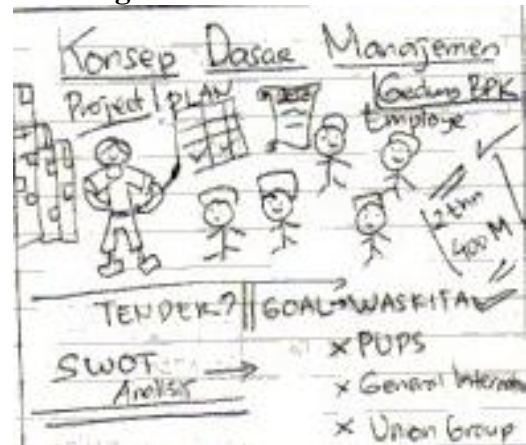 Konsep Dasar Manajemen
Project / PLAN
Gedung BPK
Employe
2 thn
400 M
TENDER? GOAL → WASKITA
SWOT
Analisis
x PUPS
x General
x Union Group